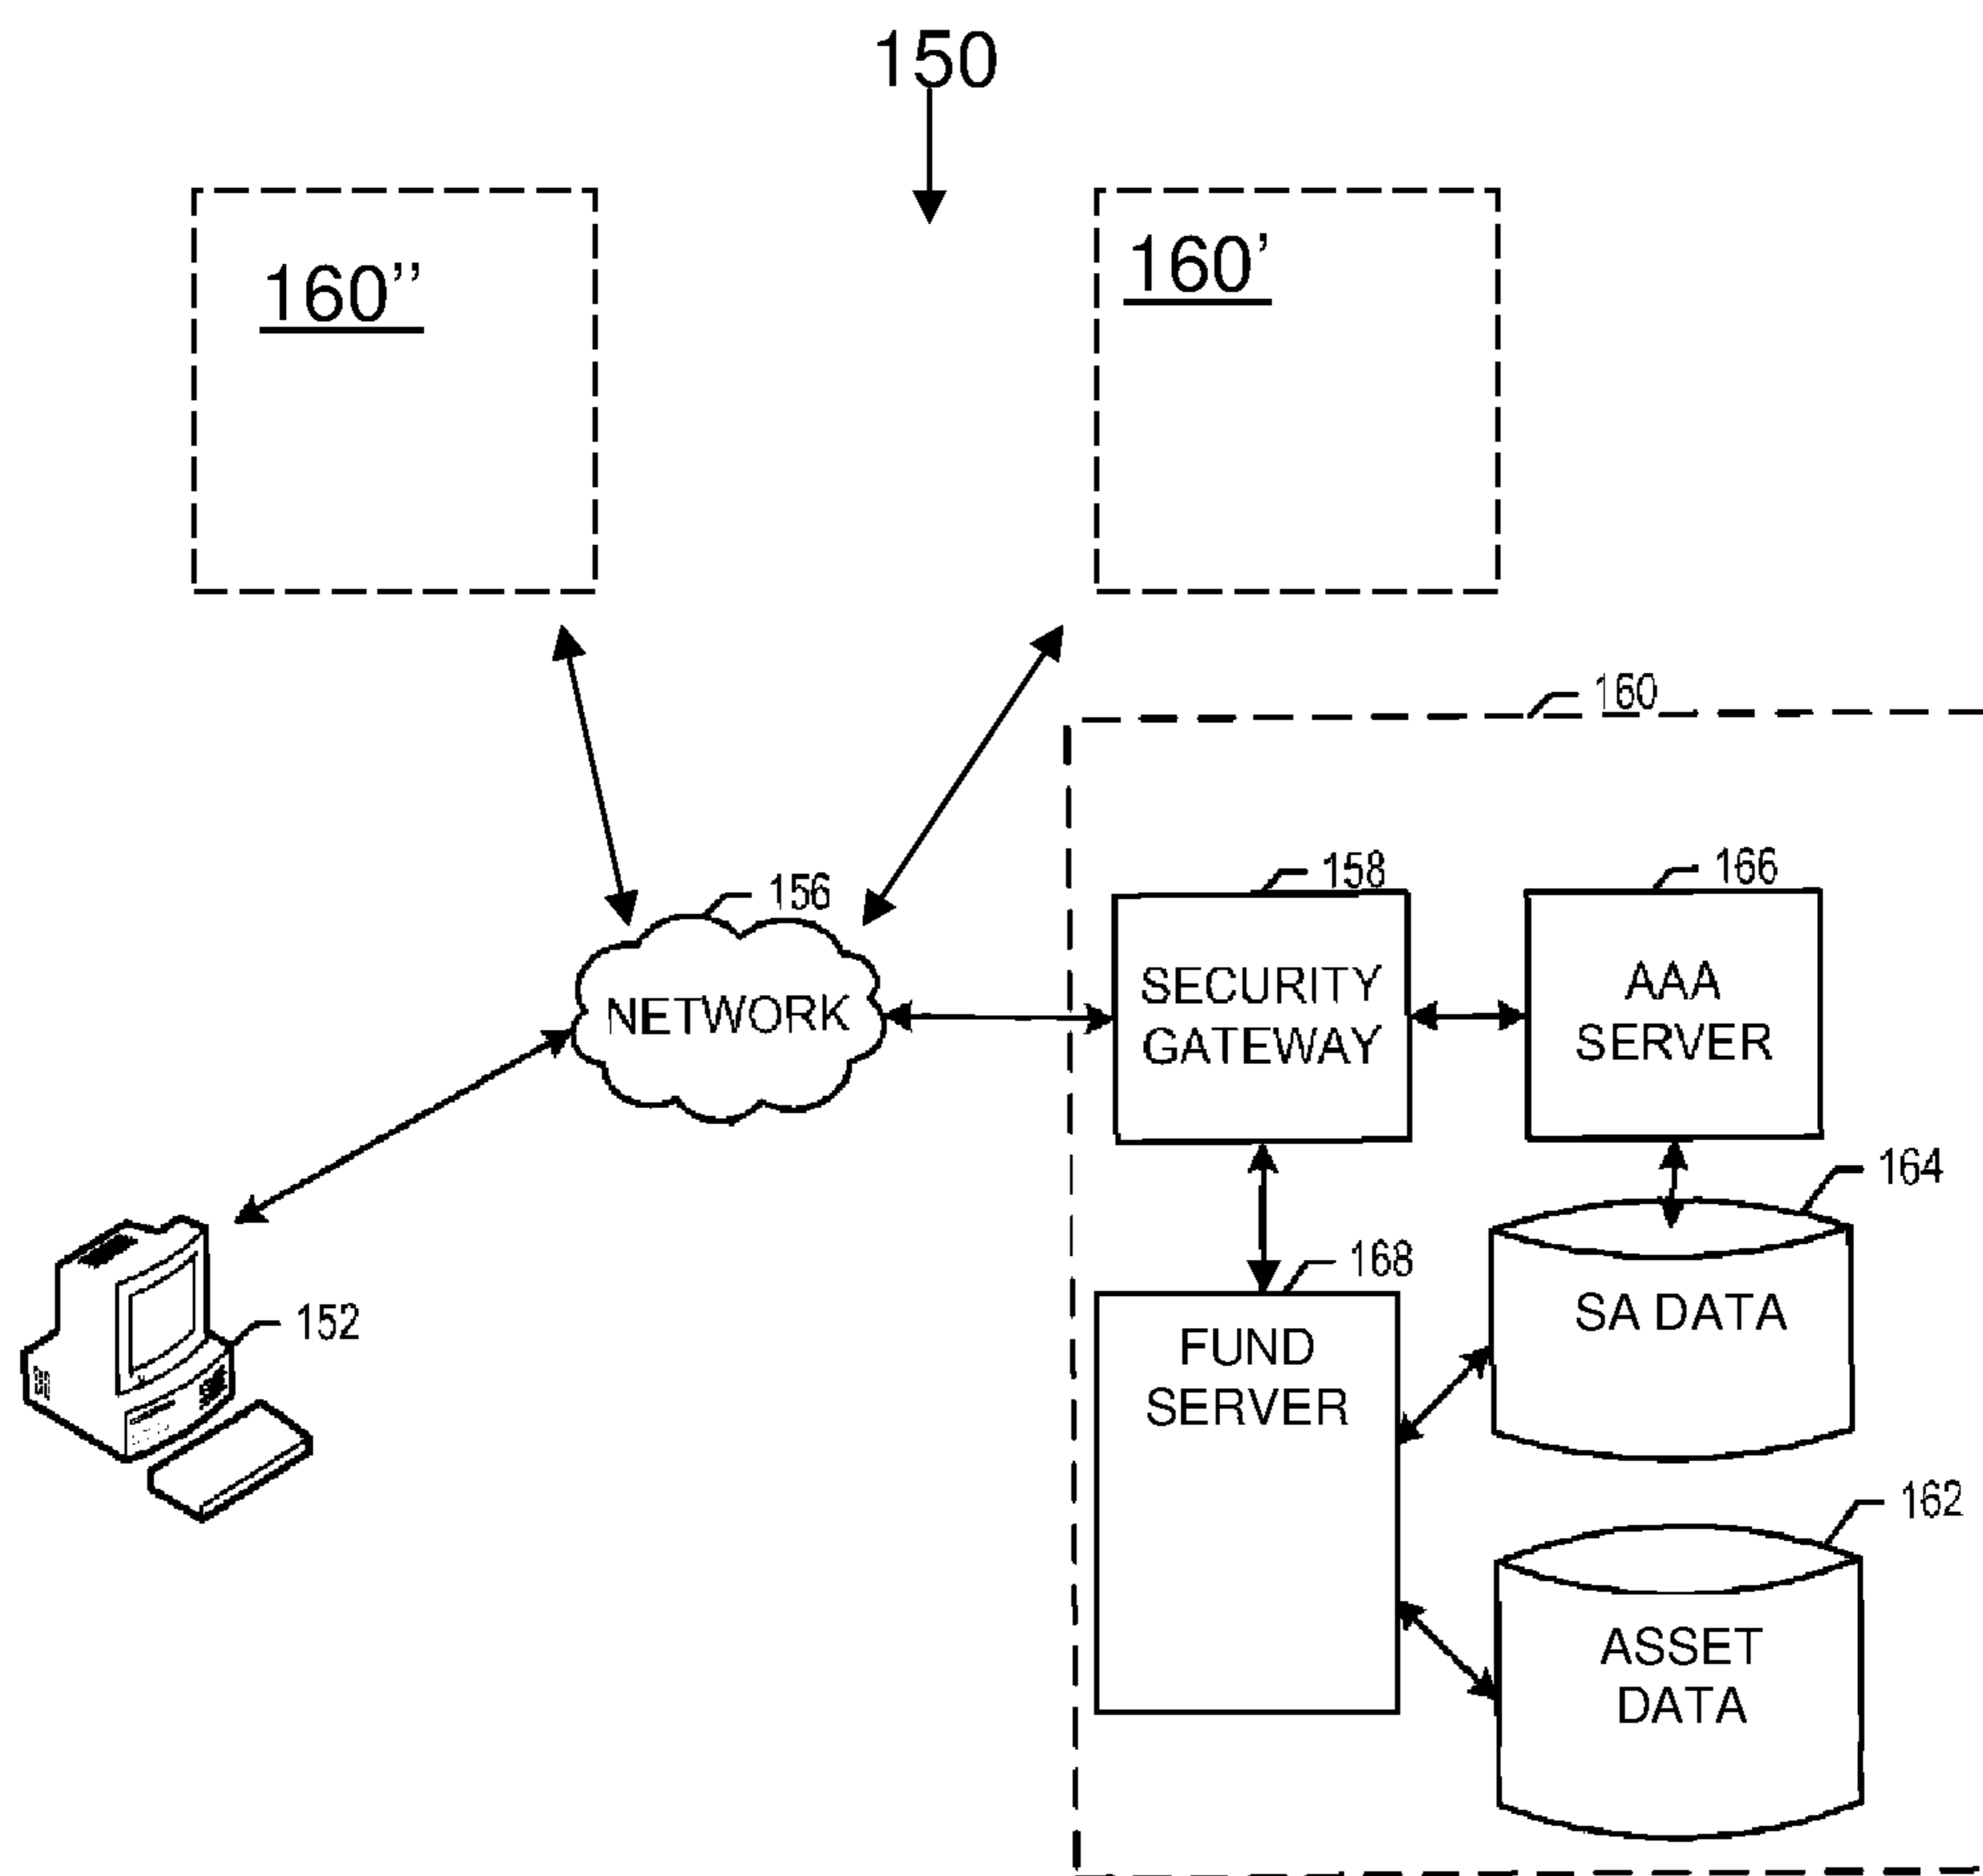 150
160’’
160’
160
156
158
166
NETWORK
SECURITY
GATEWAY
AAA
SERVER
164
168
152
SA DATA
FUND
SERVER
162
ASSET
DATA